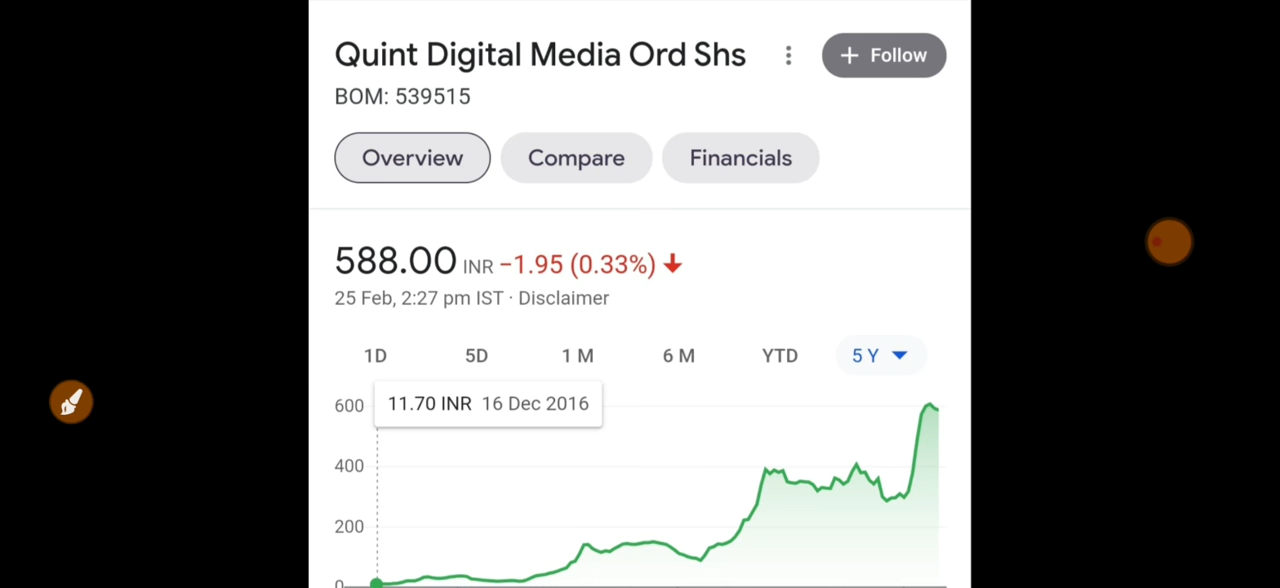 Quint Digital Media Ord Shs
+ Follow
BOM: 539515
Overview
Compare
Financials
588.00 INR −1.95 (0.33%)
25 Feb, 2:27 pm IST · Disclaimer
1D 5D 1 M 6 M YTD 5 Y
11.70 INR 16 Dec 2016
600
400
200
0